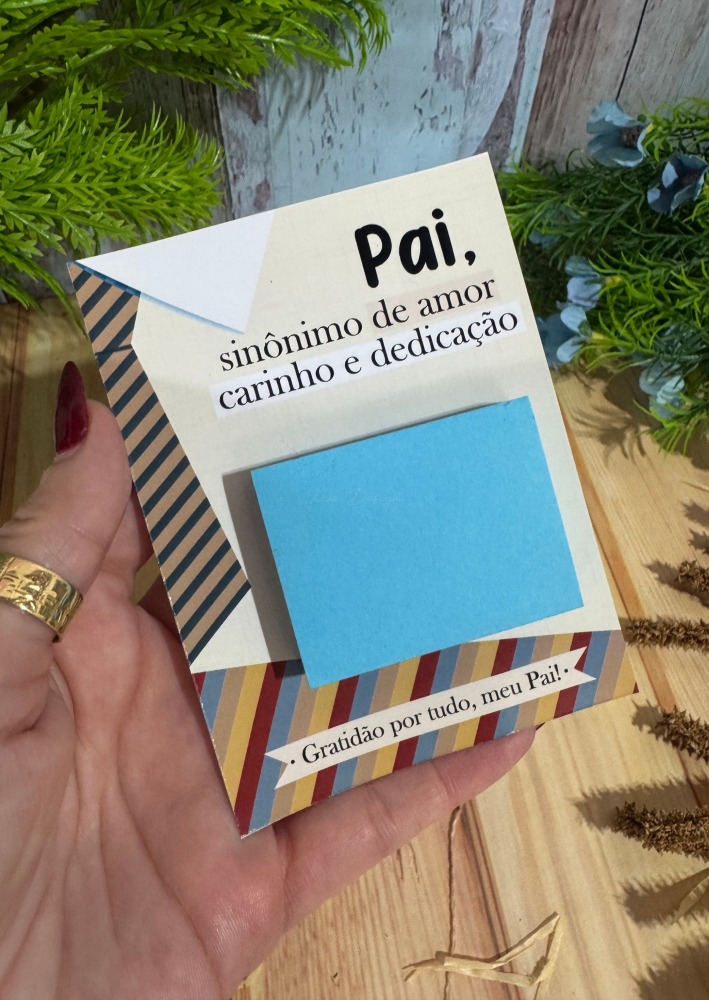 Pai,
sinônimo de amor
carinho e dedicação
· Gratidão por tudo, meu Pai! ·